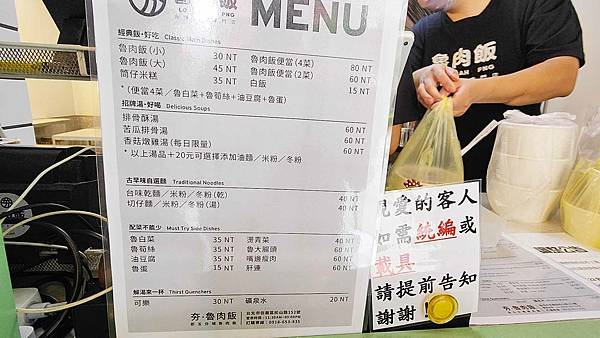 夯 魯肉飯 PNG
MENU
經典飯·好吃 Classic Main Dishes
魯肉飯(小) 30 NT 魯肉飯便當(4菜) 80 NT
魯肉飯(大) 45 NT 魯肉飯便當(2菜) 60 NT
筒仔米糕 35 NT 白飯 15 NT
*(便當4菜/魯白菜+魯筍絲+油豆腐+魯蛋)
招牌湯·好喝 Delicious Soups
排骨酥湯 60 NT
苦瓜排骨湯 60 NT
香菇燉雞湯(每日限量) 60 NT
*以上湯品+20元可選擇添加油麵/米粉/冬粉
古早味自選麵 Traditional Noodles
台味乾麵/米粉/冬粉(乾) 40 NT
切仔麵/米粉/冬粉(湯) 40 NT
配菜不能少 Must Try Side Dishes
魯白菜 35 NT 燙青菜 40 NT
魯筍絲 35 NT 魯大腸頭 60 NT
油豆腐 35 NT 嘴邊瘦肉 60 NT
魯蛋 15 NT 肝連 60 NT
解渴來一杯 Thirst Quenchers
可樂 30 NT 礦泉水 20 NT
夯·魯肉飯
魯肉飯
PNG
親愛的客人
如需統編或
載具
請提前告知
謝謝!
夯·魯肉飯